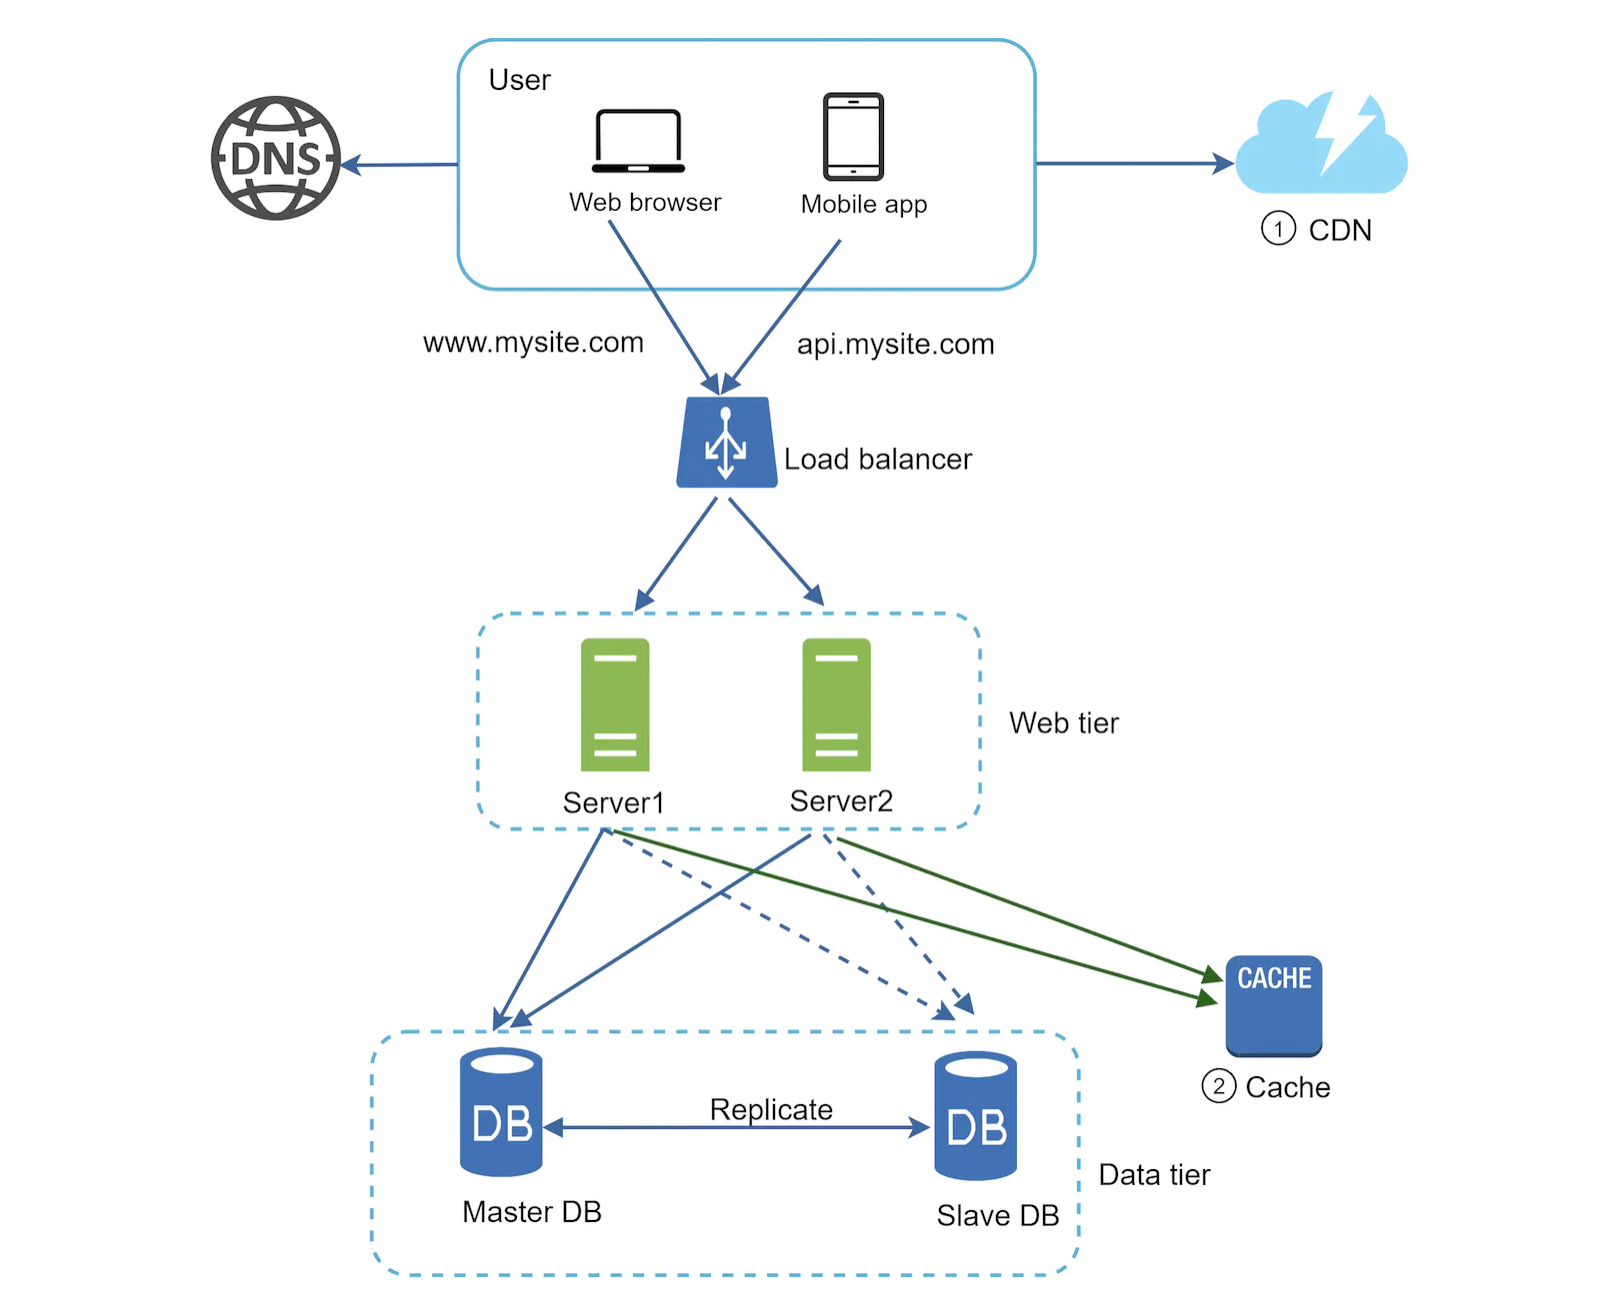 User
DNS
Web browser
Mobile app
① CDN
www.mysite.com
api.mysite.com
Load balancer
Web tier
Server1
Server2
CACHE
② Cache
Replicate
DB
DB
Data tier
Master DB
Slave DB